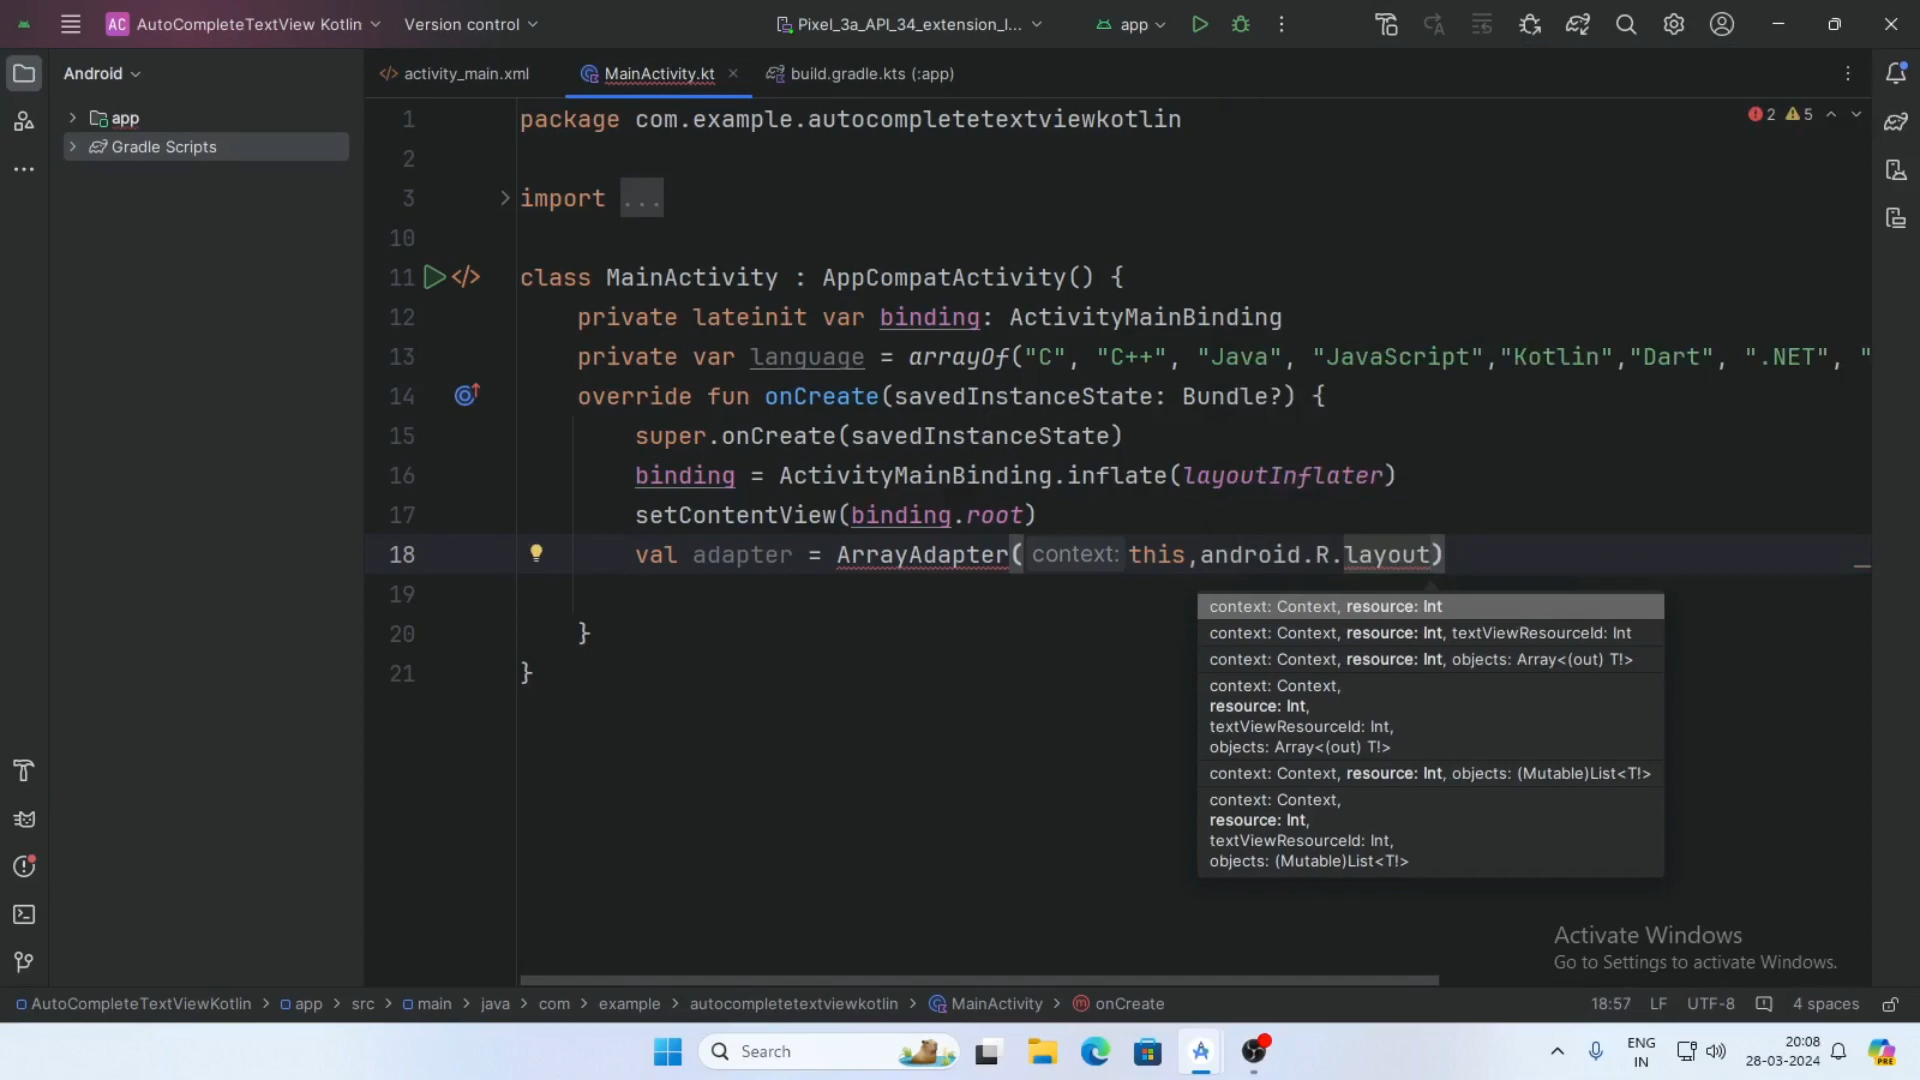 AC AutoCompleteTextView Kotlin Version control Pixel_3a_API_34_extension_l... app
Android
activity_main.xml MainActivity.kt build.gradle.kts (:app)
app
Gradle Scripts
2 5
1 package com.example.autocompletetextviewkotlin
2
3 import ...
10
11 class MainActivity : AppCompatActivity() {
12 private lateinit var binding: ActivityMainBinding
13 private var language = arrayOf("C", "C++", "Java", "JavaScript","Kotlin","Dart", ".NET", "
14 override fun onCreate(savedInstanceState: Bundle?) {
15 super.onCreate(savedInstanceState)
16 binding = ActivityMainBinding.inflate(layoutInflater)
17 setContentView(binding.root)
18 val adapter = ArrayAdapter( context: this,android.R.layout)
19
20 }
21 }
context: Context, resource: Int
context: Context, resource: Int, textViewResourceId: Int
context: Context, resource: Int, objects: Array<(out) T!>
context: Context,
resource: Int,
textViewResourceId: Int,
objects: Array<(out) T!>
context: Context, resource: Int, objects: (Mutable)List<T!>
context: Context,
resource: Int,
textViewResourceId: Int,
objects: (Mutable)List<T!>
Activate Windows
Go to Settings to activate Windows.
AutoCompleteTextViewKotlin > app > src > main > java > com > example > autocompletetextviewkotlin > MainActivity > onCreate 18:57 LF UTF-8 4 spaces
Search
ENG
IN
20:08
28-03-2024
PRE